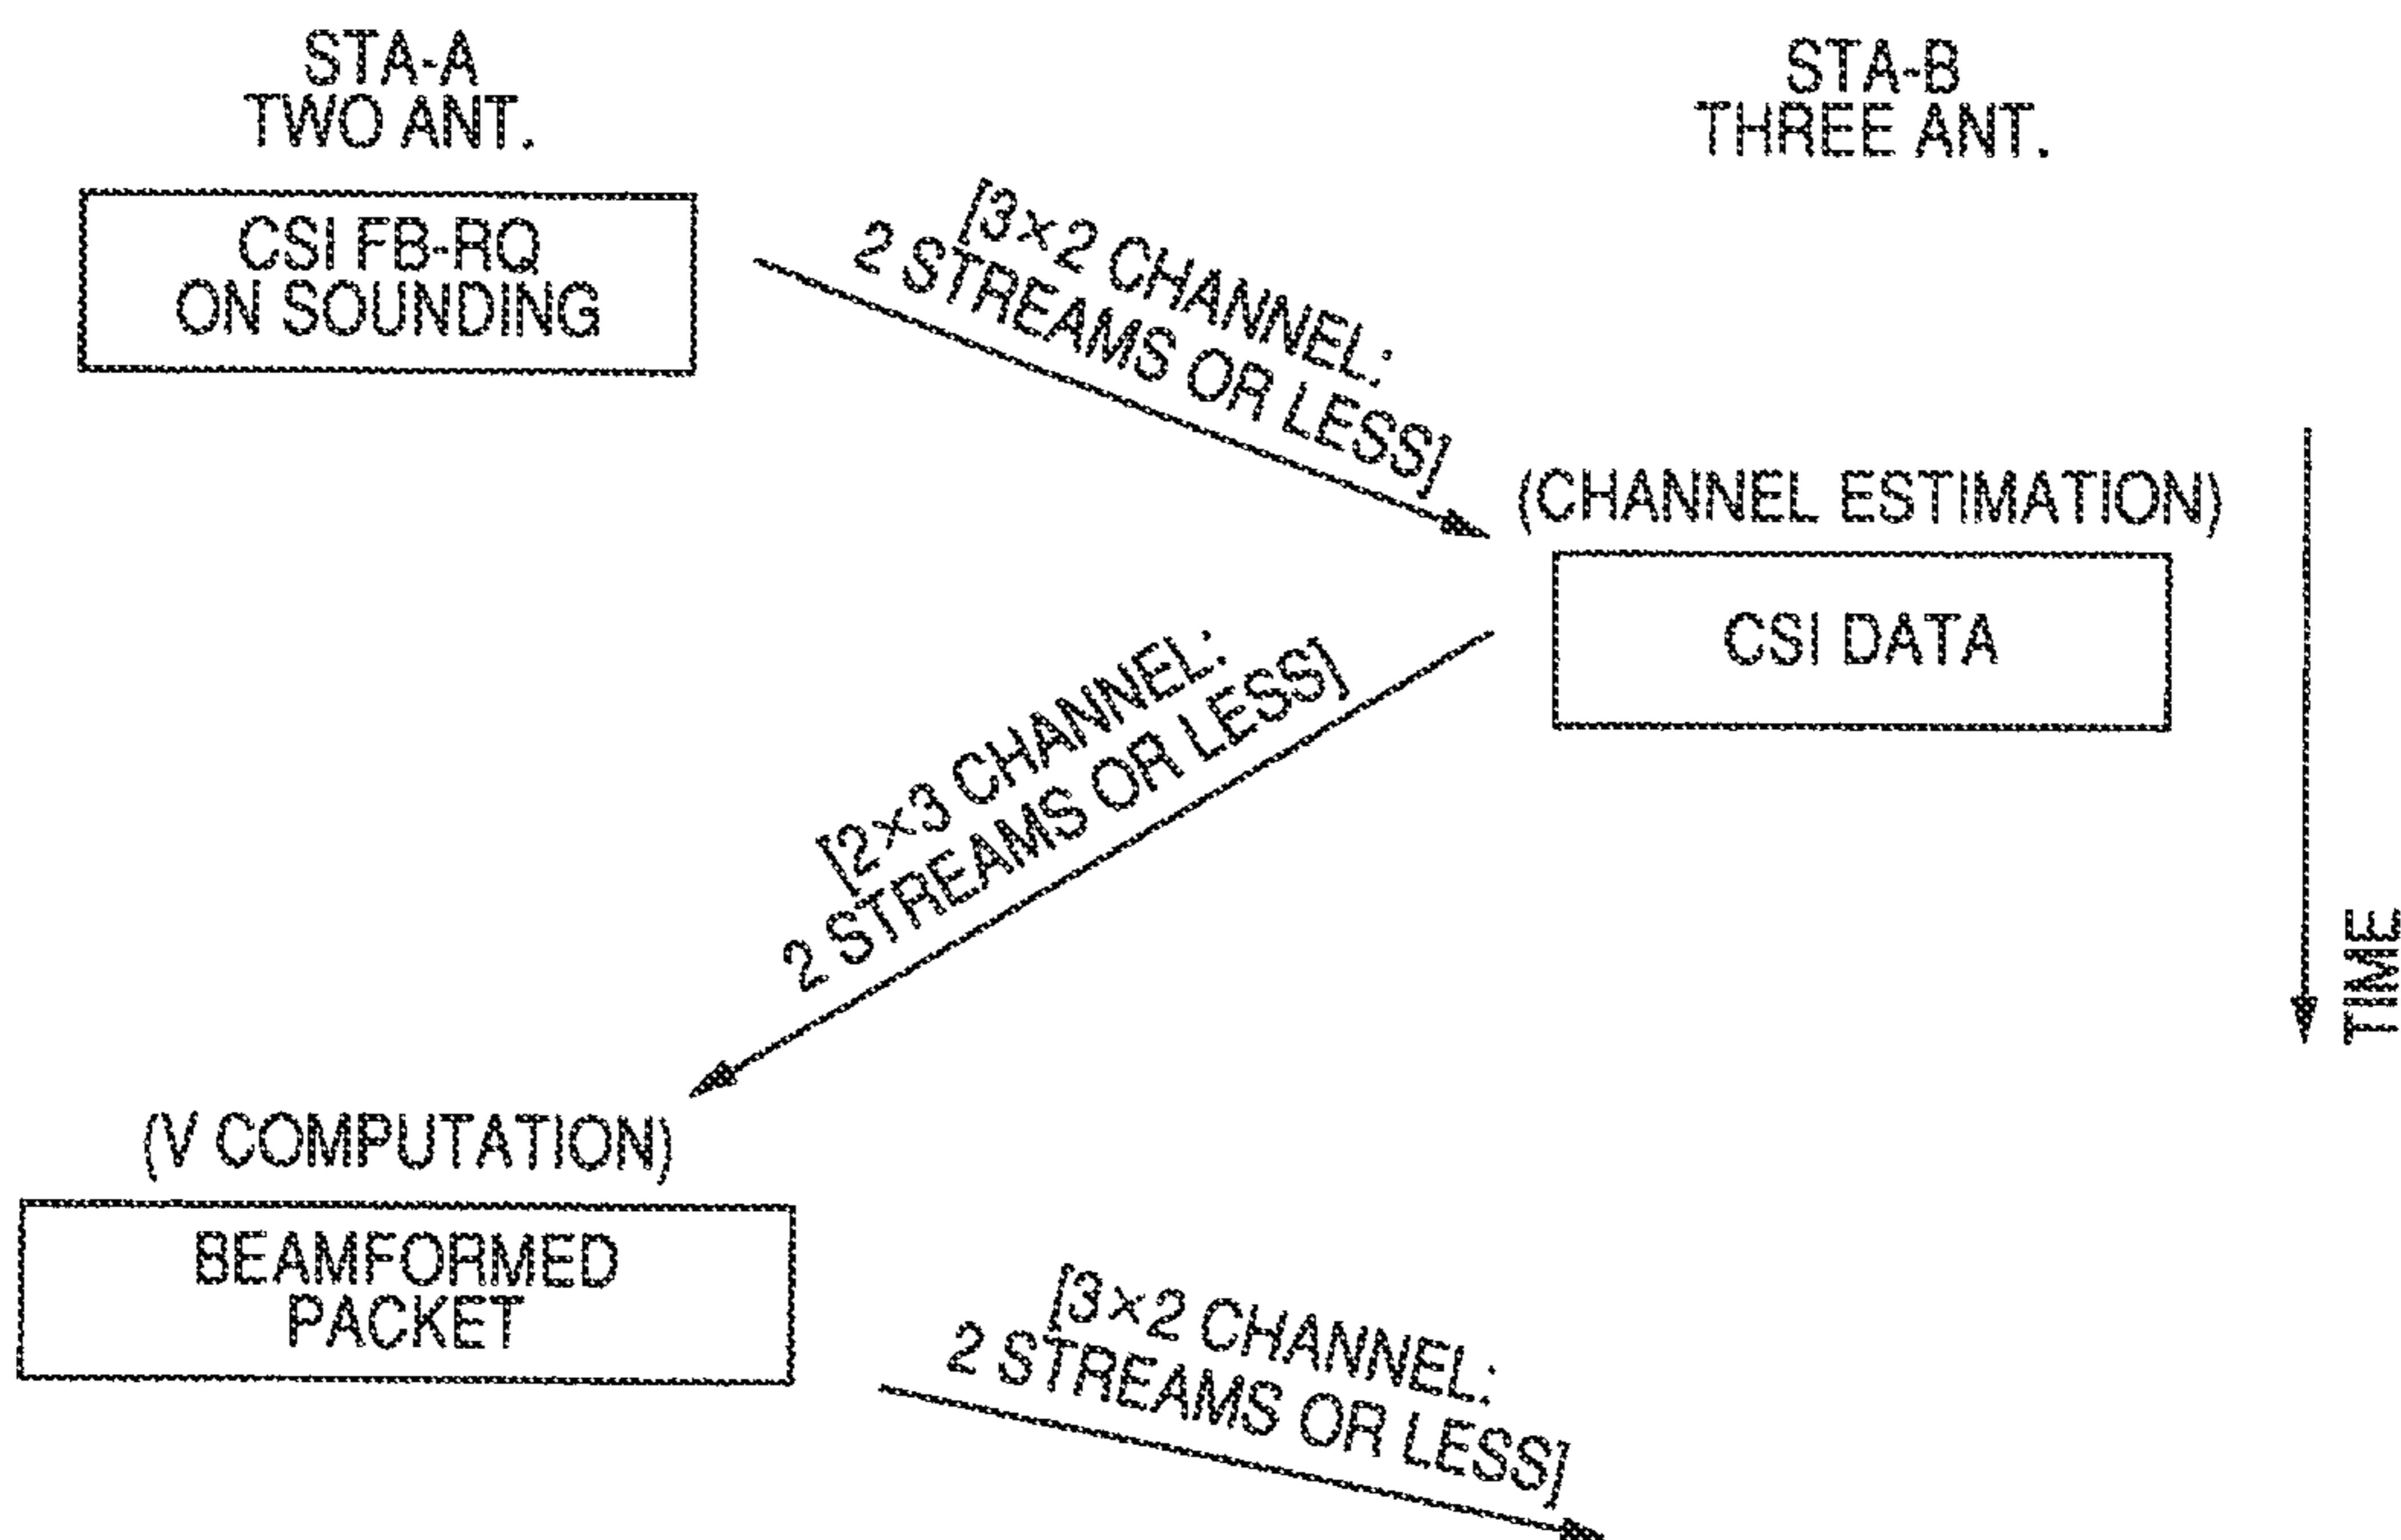 STA-A
TWO ANT.
STA-B
THREE ANT.
CSI FB-RQ
ON SOUNDING
[3×2 CHANNEL:
2 STREAMS OR LESS]
(CHANNEL ESTIMATION)
CSI DATA
[2×3 CHANNEL:
2 STREAMS OR LESS]
TIME
(V COMPUTATION)
BEAMFORMED
PACKET
[3×2 CHANNEL:
2 STREAMS OR LESS]